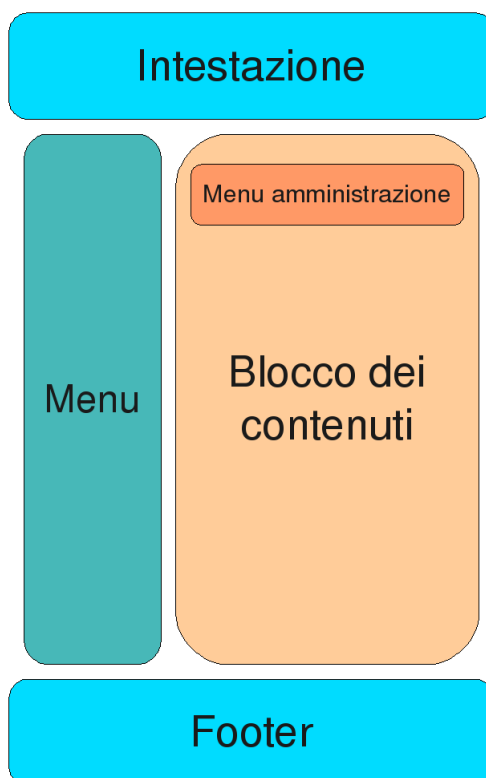 Intestazione
Menu amministrazione
Menu
Blocco dei
contenuti
Footer